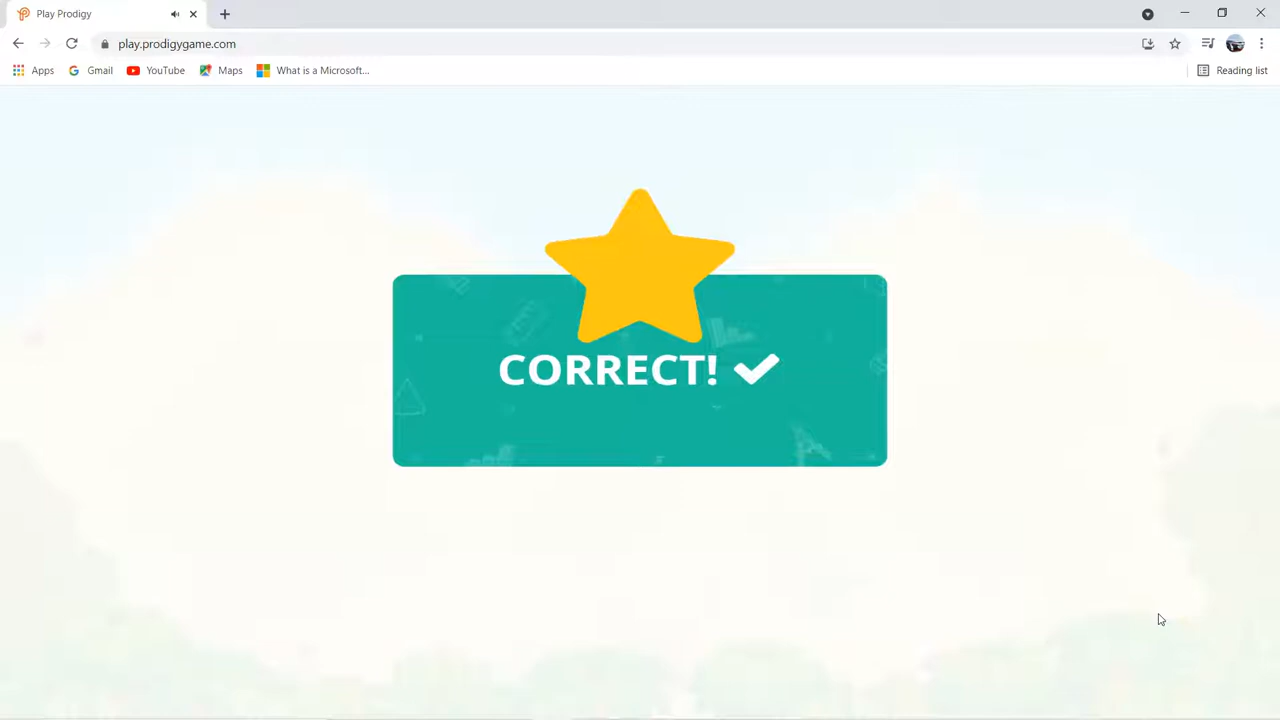 Play Prodigy
play.prodigygame.com
Apps Gmail YouTube Maps What is a Microsoft... Reading list
CORRECT!